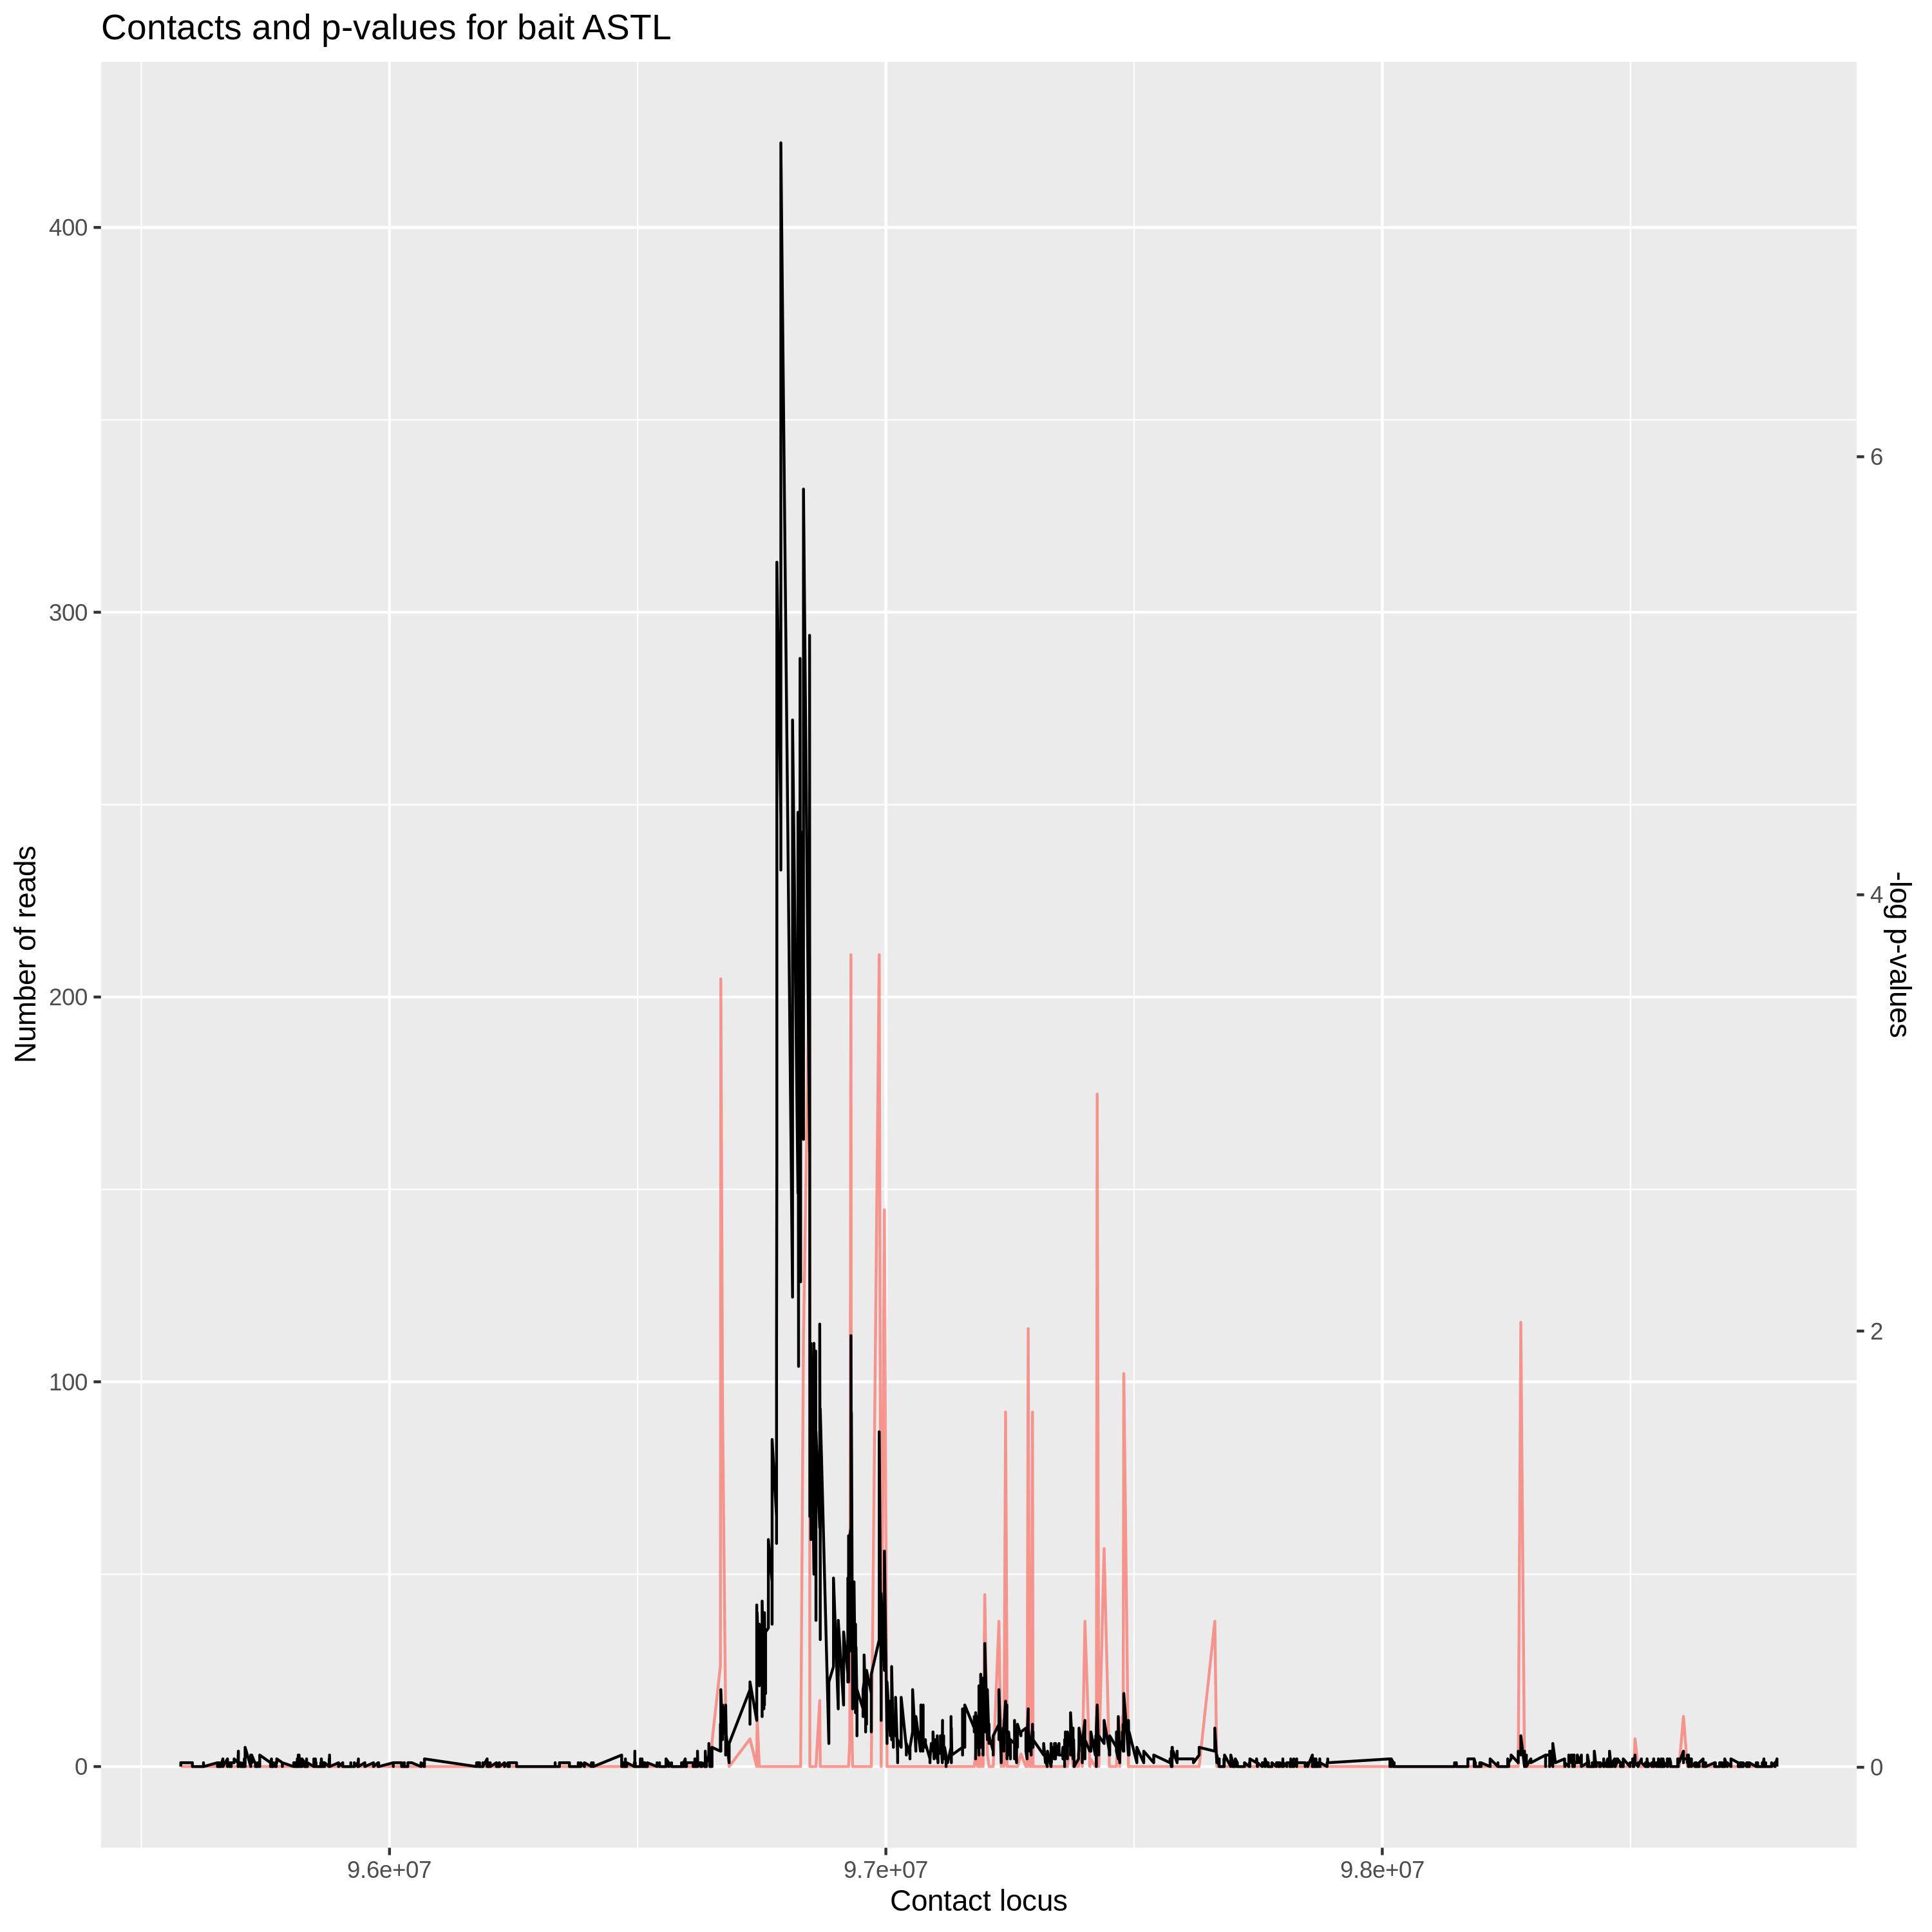 Contacts and p-values for bait ASTL
Number of reads
400
300
200
100
0
6
4
2
0
-log p-values
9.6e+07
9.7e+07
9.8e+07
Contact locus